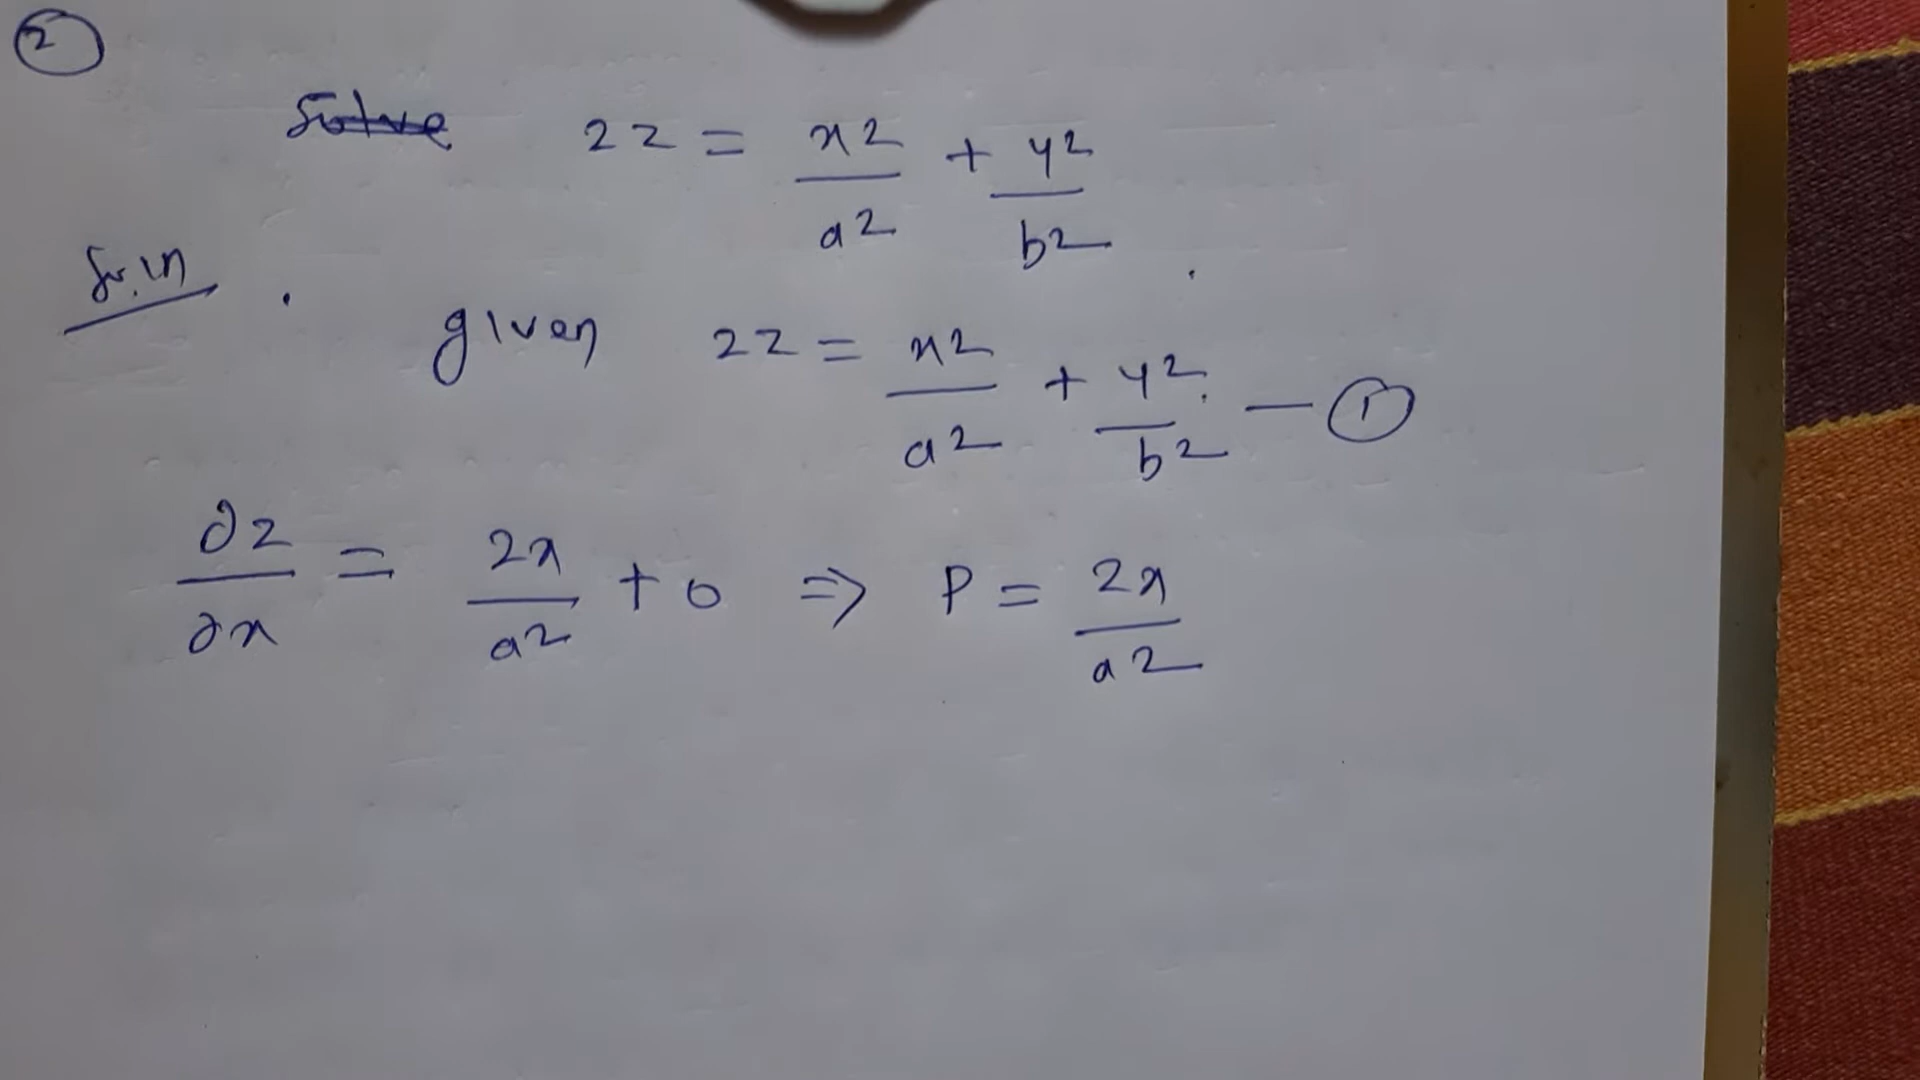 2
Solve 2z = x2/a2 + y2/b2
Soln.
given 2z = x2/a2 + y2/b2 — 1
∂z/∂x = 2x/a2 + 0 ⇒ P = 2x/a2